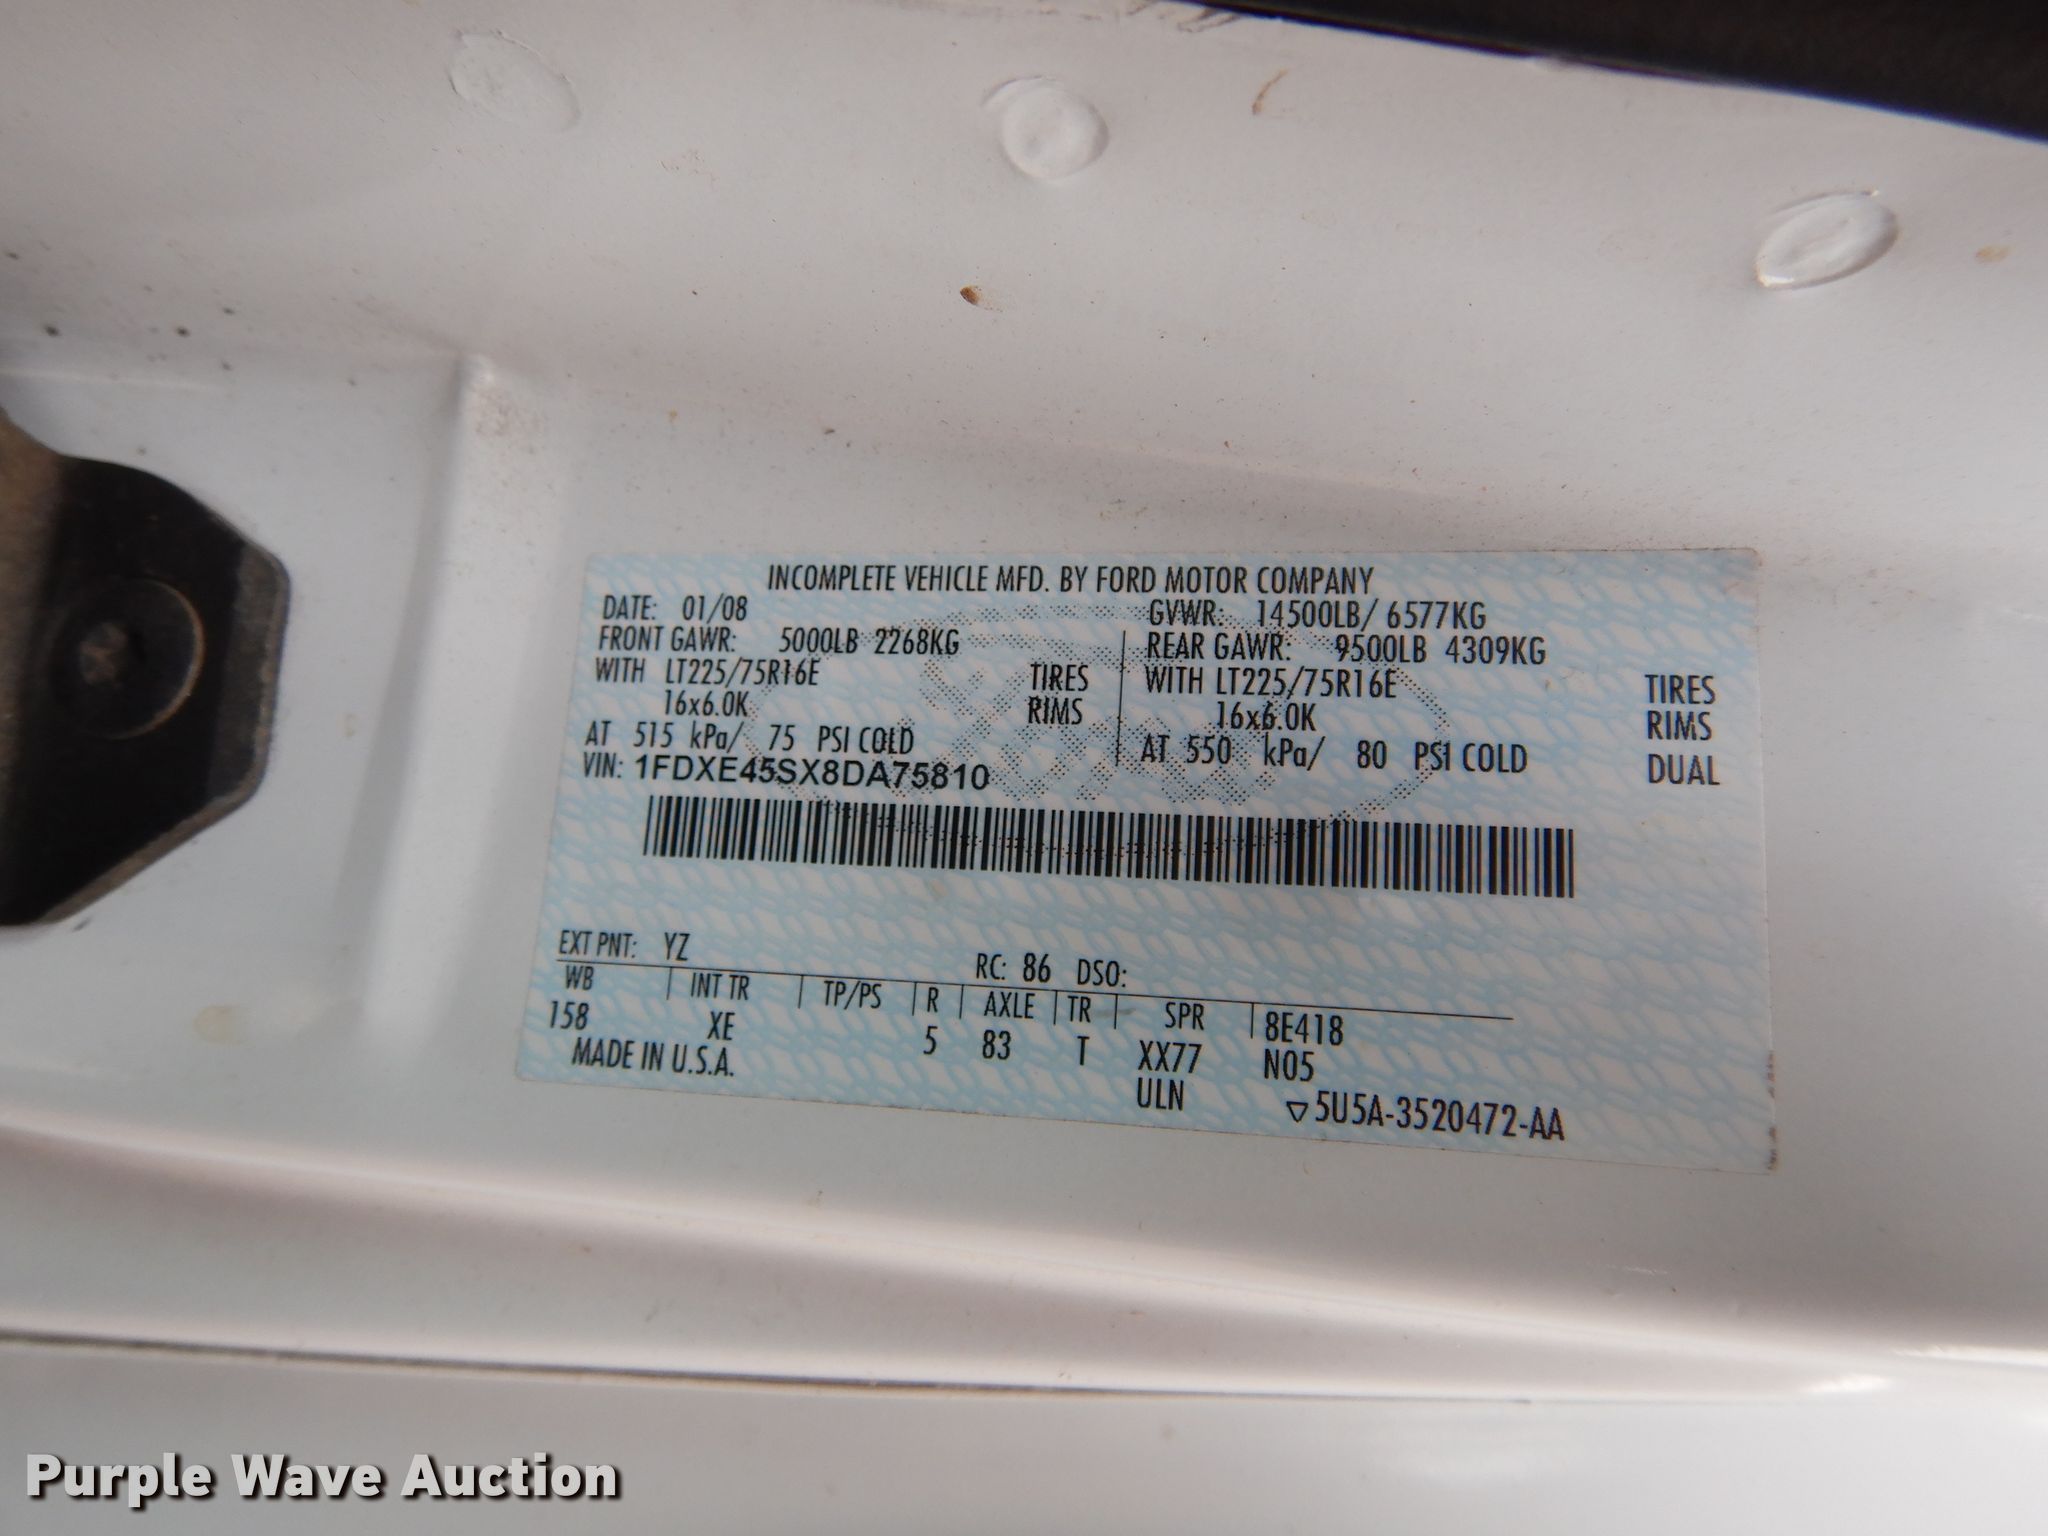 INCOMPLETE VEHICLE MFD. BY FORD MOTOR COMPANY
DATE: 01/08 GVWR: 14500LB/ 6577KG
FRONT GAWR: 5000LB 2268KG REAR GAWR: 9500LB 4309KG
WITH LT225/75R16E TIRES WITH LT225/75R16E TIRES
16x6.0K RIMS 16x6.0K RIMS
AT 515 kPa/ 75 PSI COLD AT 550 kPa/ 80 PSI COLD DUAL
VIN: 1FDXE45SX8DA75810
EXT PNT: YZ RC: 86 DSO:
WB INT TR TP/PS R AXLE TR SPR 8E418
158 XE 5 83 T XX77 N05
MADE IN U.S.A. ULN ▽5U5A-3520472-AA
Purple Wave Auction